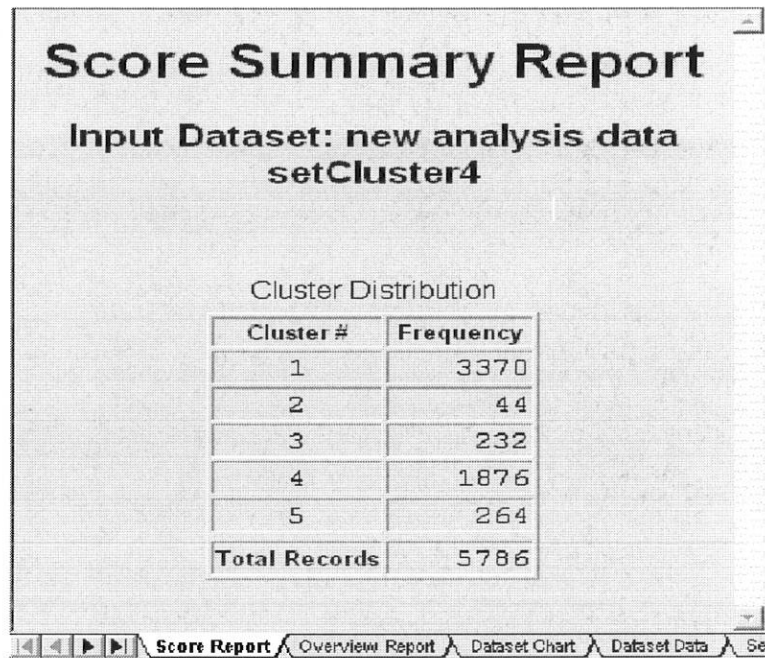 Score Summary Report
Input Dataset: new analysis data
setCluster4
Cluster Distribution
Cluster # Frequency
1 3370
2 44
3 232
4 1876
5 264
Total Records 5786
Score Report Overview Report Dataset Chart Dataset Data Se